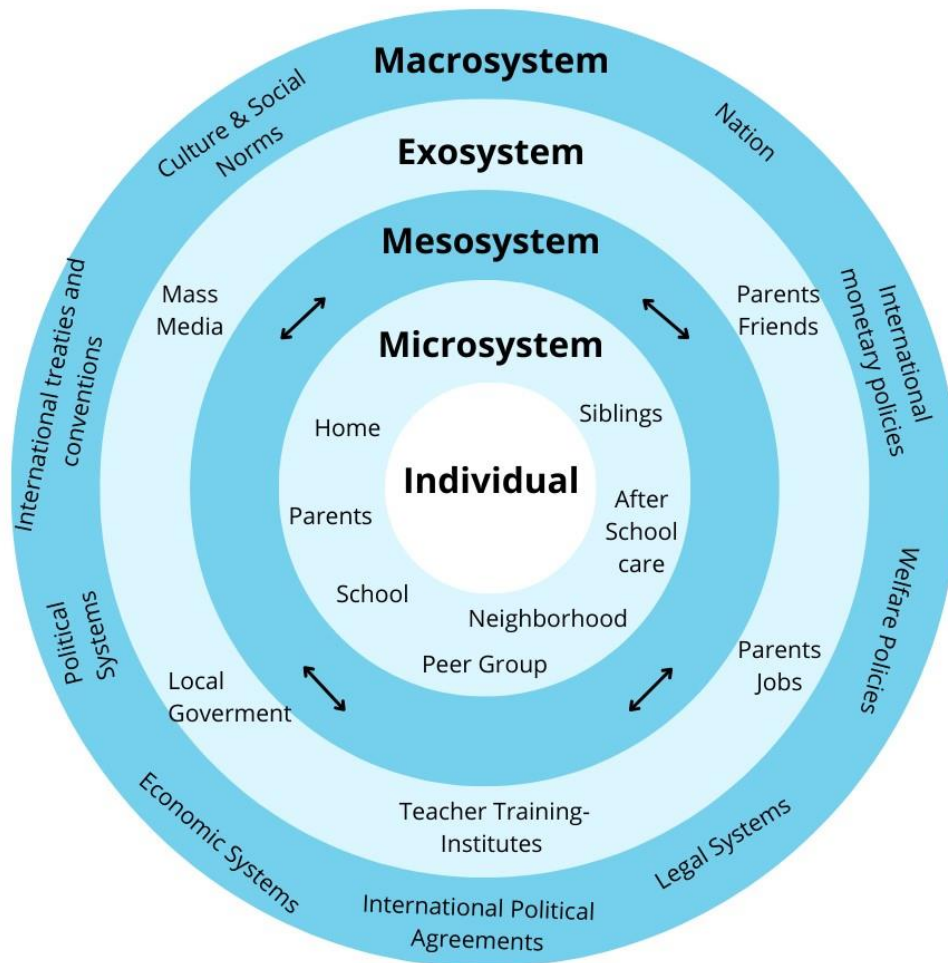 Macrosystem
Culture & Social
Norms
Nation
International treaties and
conventions
International
monetary policies
Political
Systems
Welfare Policies
Economic Systems
Legal Systems
International Political
Agreements
Exosystem
Mass
Media
Parents
Friends
Local
Goverment
Parents
Jobs
Teacher Training-
Institutes
Mesosystem
Microsystem
Home
Siblings
Parents
After
School
care
School
Neighborhood
Peer Group
Individual